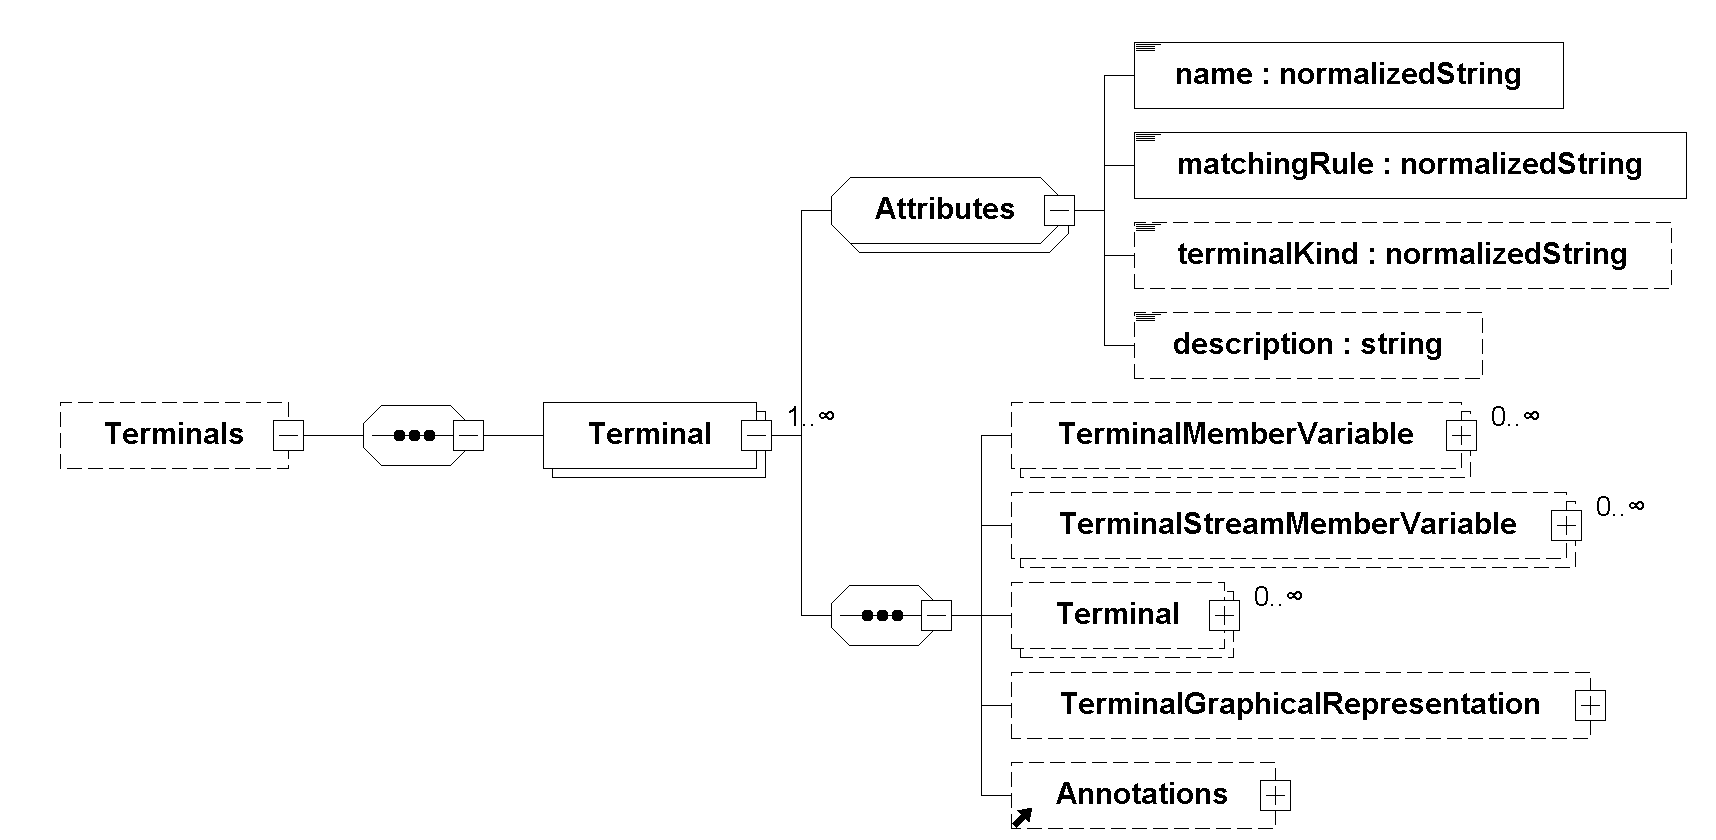 name : normalizedString
matchingRule : normalizedString
Attributes
terminalKind : normalizedString
description : string
Terminals
Terminal
1..∞
TerminalMemberVariable
0..∞
TerminalStreamMemberVariable
0..∞
Terminal
0..∞
TerminalGraphicalRepresentation
Annotations